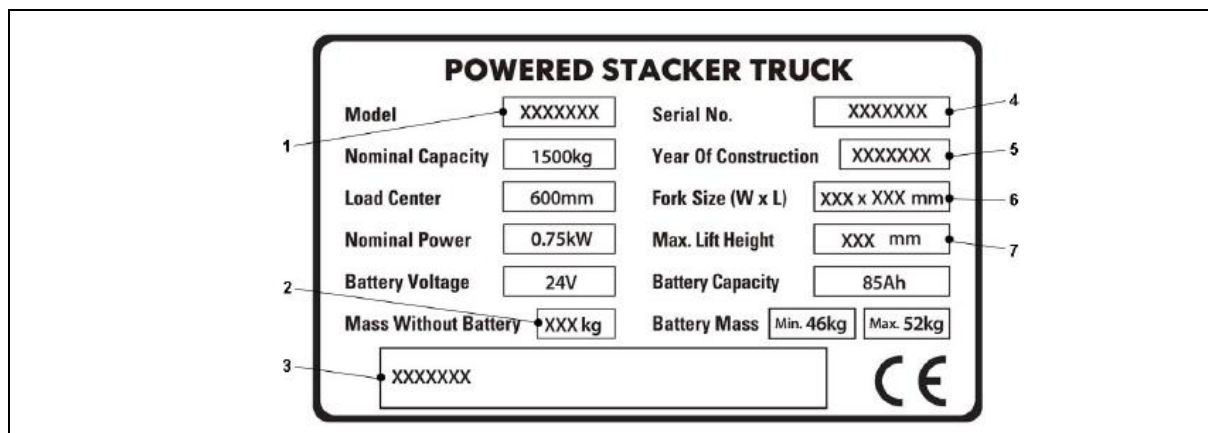 POWERED STACKER TRUCK
Model XXXXXXX Serial No. XXXXXXX 4
1
Nominal Capacity 1500kg Year Of Construction XXXXXXX 5
Load Center 600mm Fork Size (W x L) XXX x XXX mm 6
Nominal Power 0.75kW Max. Lift Height XXX mm 7
Battery Voltage 24V Battery Capacity 85Ah
2
Mass Without Battery XXX kg Battery Mass Min. 46kg Max. 52kg
3 XXXXXXX CE